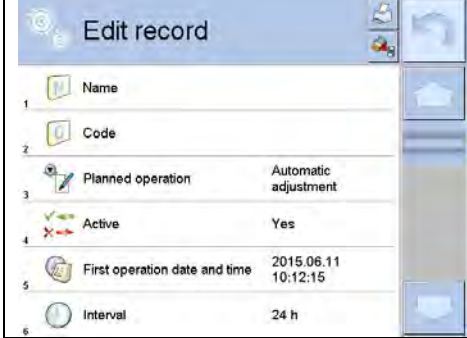 Edit record
1 Name
2 Code
3 Planned operation Automatic
adjustment
4 Active Yes
5 First operation date and time 2015.06.11
10:12:15
6 Interval 24 h